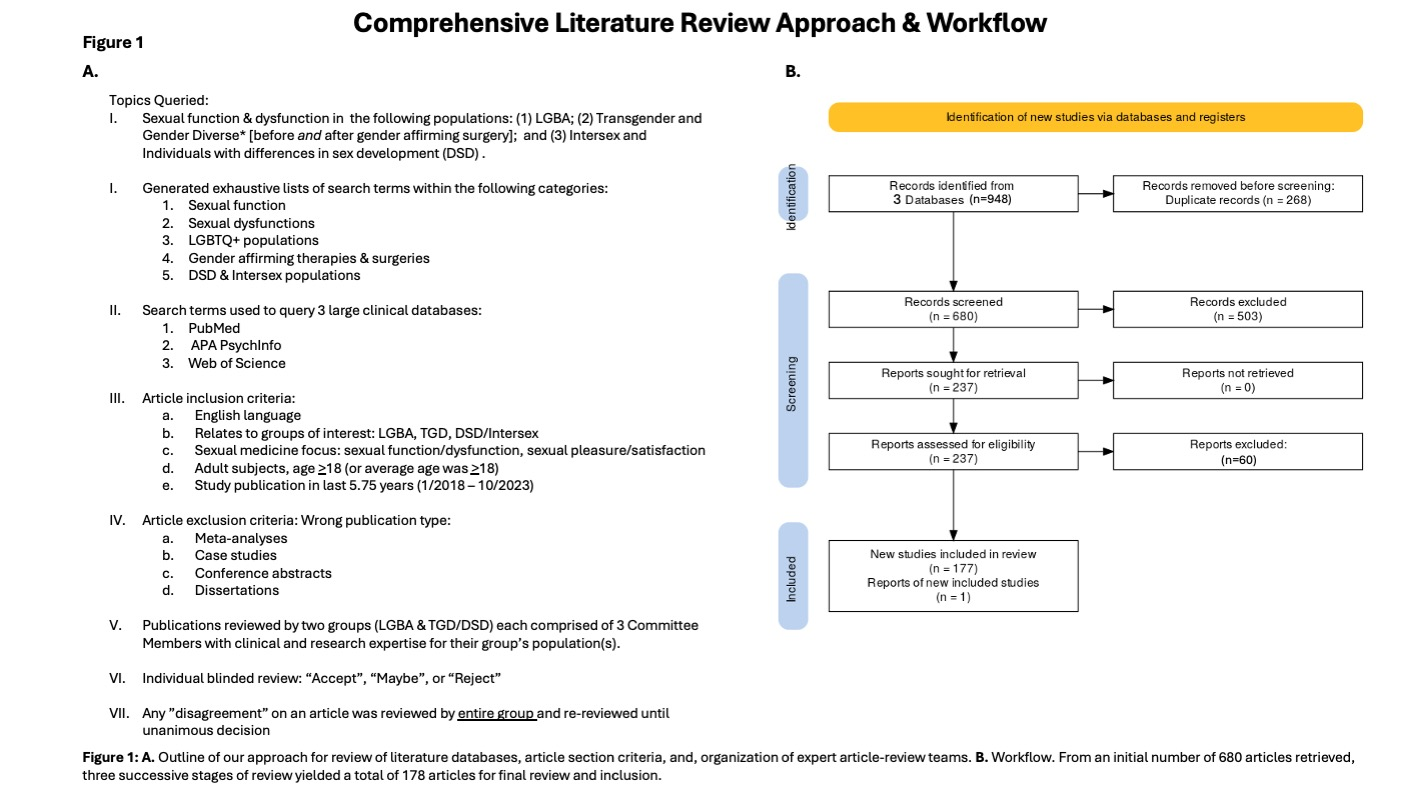 Comprehensive Literature Review Approach & Workflow
Figure 1
A.
Topics Queried:
I. Sexual function & dysfunction in the following populations: (1) LGBA; (2) Transgender and
Gender Diverse* [before and after gender affirming surgery]; and (3) Intersex and
Individuals with differences in sex development (DSD) .
I. Generated exhaustive lists of search terms within the following categories:
1. Sexual function
2. Sexual dysfunctions
3. LGBTQ+ populations
4. Gender affirming therapies & surgeries
5. DSD & Intersex populations
II. Search terms used to query 3 large clinical databases:
1. PubMed
2. APA PsychInfo
3. Web of Science
III. Article inclusion criteria:
a. English language
b. Relates to groups of interest: LGBA, TGD, DSD/Intersex
c. Sexual medicine focus: sexual function/dysfunction, sexual pleasure/satisfaction
d. Adult subjects, age >18 (or average age was >18)
e. Study publication in last 5.75 years (1/2018 – 10/2023)
IV. Article exclusion criteria: Wrong publication type:
a. Meta-analyses
b. Case studies
c. Conference abstracts
d. Dissertations
V. Publications reviewed by two groups (LGBA & TGD/DSD) each comprised of 3 Committee
Members with clinical and research expertise for their group's population(s).
VI. Individual blinded review: "Accept", "Maybe", or "Reject"
VII. Any "disagreement" on an article was reviewed by entire group and re-reviewed until
unanimous decision
B.
Identification of new studies via databases and registers
Identification
Records identified from
3 Databases (n=948)
Records removed before screening:
Duplicate records (n = 268)
Screening
Records screened
(n = 680)
Records excluded
(n = 503)
Reports sought for retrieval
(n = 237)
Reports not retrieved
(n = 0)
Reports assessed for eligibility
(n = 237)
Reports excluded:
(n=60)
Included
New studies included in review
(n = 177)
Reports of new included studies
(n = 1)
Figure 1: A. Outline of our approach for review of literature databases, article section criteria, and, organization of expert article-review teams. B. Workflow. From an initial number of 680 articles retrieved,
three successive stages of review yielded a total of 178 articles for final review and inclusion.